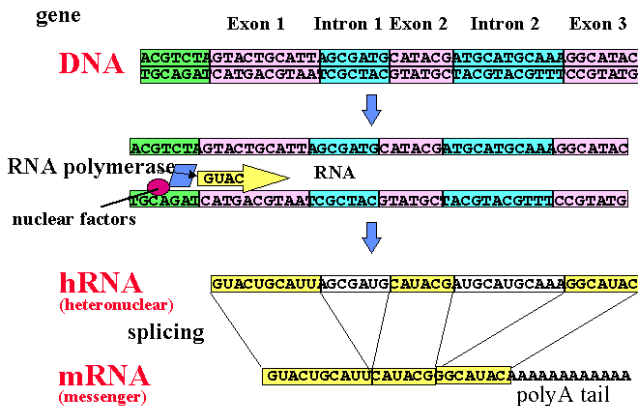 gene
Exon 1 Intron 1 Exon 2 Intron 2 Exon 3
DNA
ACGTCTAGTACTGCATTAGCGATGCATACGATGCATGCAAAGGCATAC
TGCAGATCATGACGTAATCGCTACGTATGCTACGTACGTTTCCGTATG
ACGTCTAGTACTGCATTAGCGATGCATACGATGCATGCAAAGGCATAC
RNA polymerase
GUAC
RNA
TGCAGATCATGACGTAATCGCTACGTATGCTACGTACGTTTCCGTATG
nuclear factors
hRNA
(heteronuclear)
GUACUGCAUUAGCGAUGCAUACGAUGCAUGCAAAGGCAUAC
splicing
mRNA
(messenger)
GUACUGCAUUCAUACGGGCAUACAAAAAAAAAAAA
polyA tail